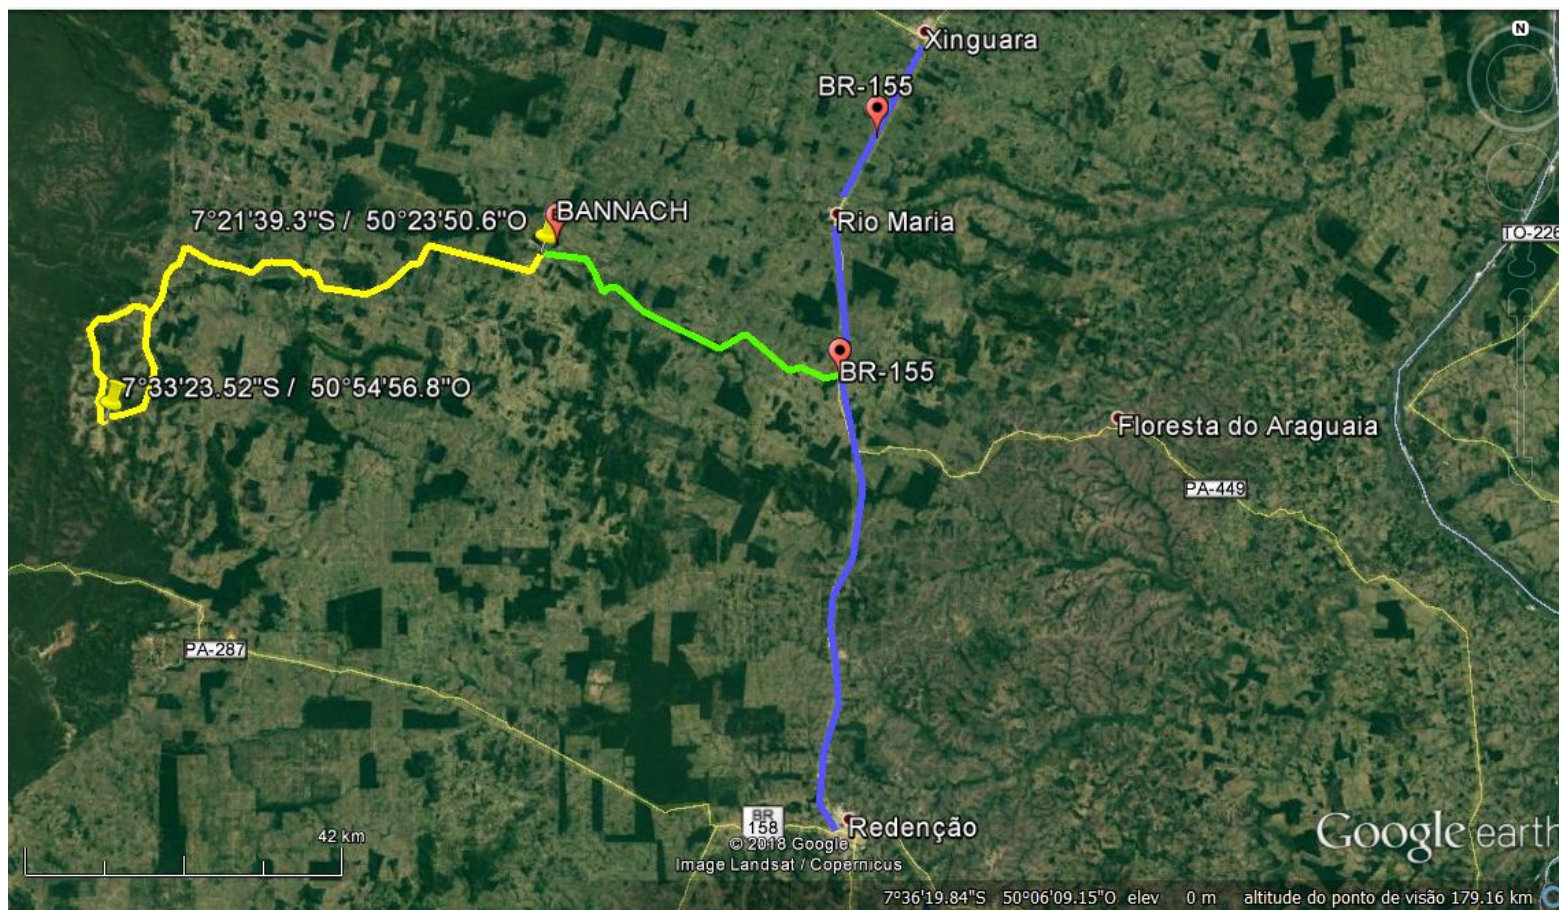 N
Xinguara
BR-155
7°21'39.3"S / 50°23'50.6"O
BANNACH
Rio Maria
TO-226
BR-155
7°33'23.52"S / 50°54'56.8"O
Floresta do Araguaia
PA-449
PA-287
42 km
BR
158
Redenção
© 2018 Google
Image Landsat / Copernicus
Google earth
7°36'19.84"S 50°06'09.15"O elev 0 m altitude do ponto de visão 179.16 km